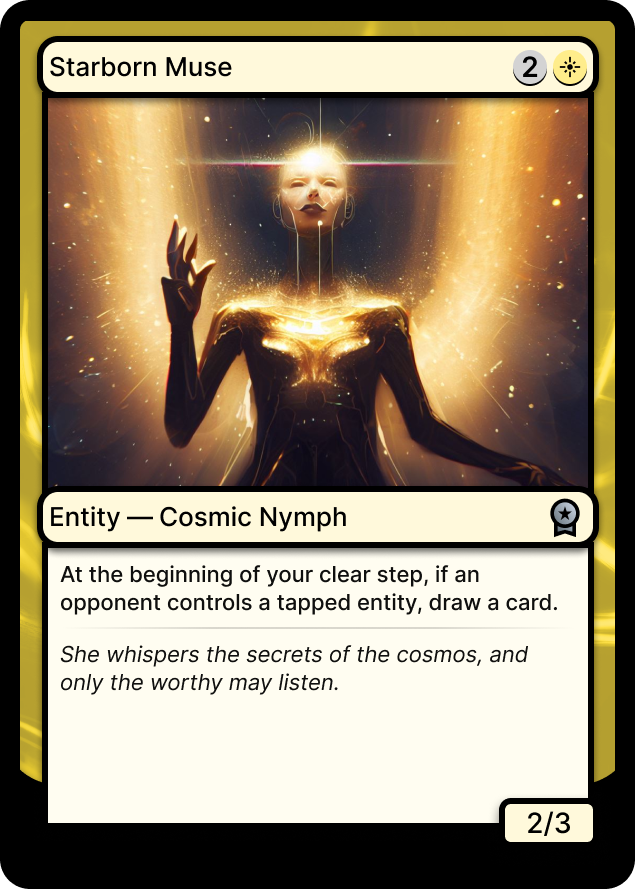 Starborn Muse 2
Entity — Cosmic Nymph
At the beginning of your clear step, if an
opponent controls a tapped entity, draw a card.
She whispers the secrets of the cosmos, and
only the worthy may listen.
2/3